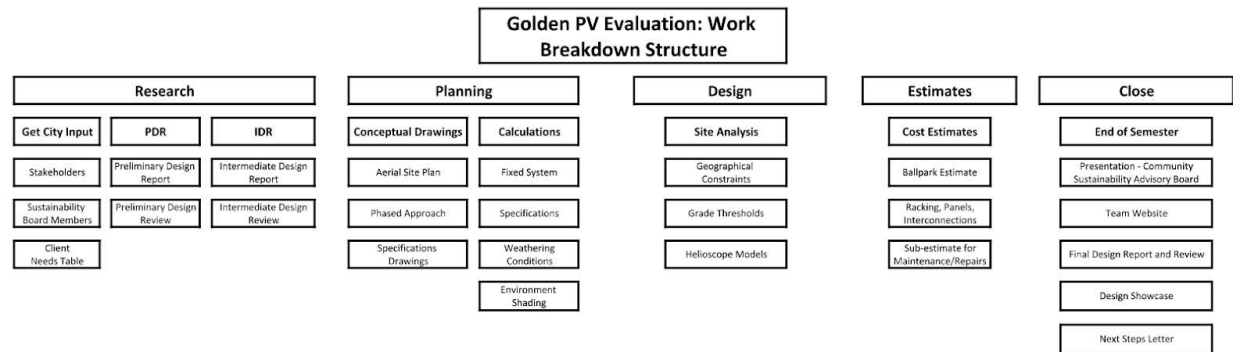 Golden PV Evaluation: Work
Breakdown Structure
Research
Planning
Design
Estimates
Close
Get City Input
PDR
IDR
Conceptual Drawings
Calculations
Site Analysis
Cost Estimates
End of Semester
Stakeholders
Preliminary Design
Report
Intermediate Design
Report
Aerial Site Plan
Fixed System
Geographical
Constraints
Ballpark Estimate
Presentation - Community
Sustainability Advisory Board
Sustainability
Board Members
Preliminary Design
Review
Intermediate Design
Review
Phased Approach
Specifications
Grade Thresholds
Racking, Panels,
Interconnections
Team Website
Client
Needs Table
Specifications
Drawings
Weathering
Conditions
Helioscope Models
Sub-estimate for
Maintenance/Repairs
Final Design Report and Review
Environment
Shading
Design Showcase
Next Steps Letter